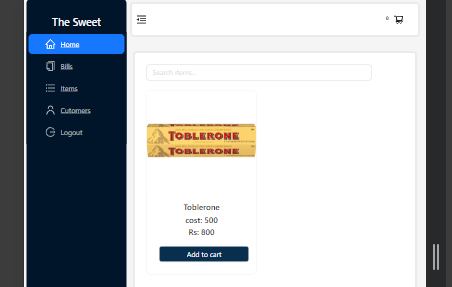 The Sweet
Home
Bills
Items
Cutomers
Logout
0
Search items..
TOBLERONE
TOBLERONE
Toblerone
cost: 500
Rs: 800
Add to cart